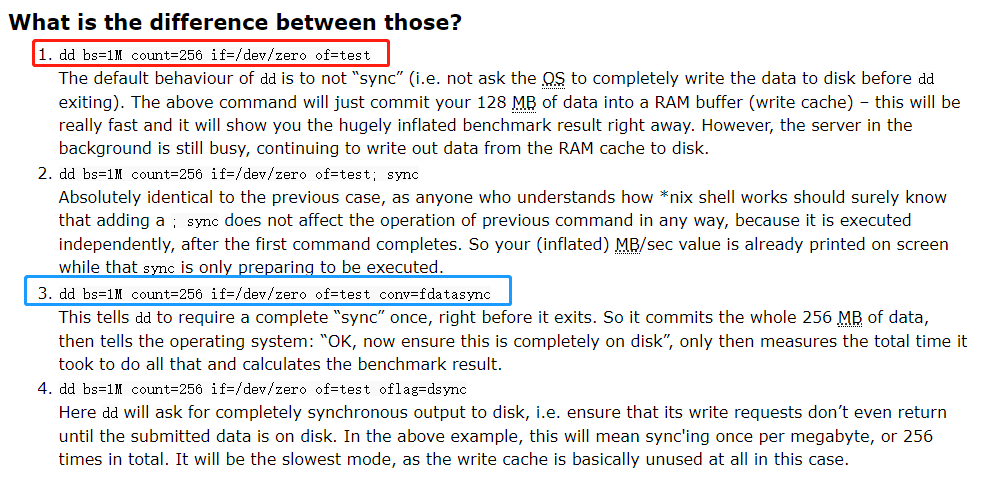 What is the difference between those?
1. dd bs=1M count=256 if=/dev/zero of=test
The default behaviour of dd is to not “sync” (i.e. not ask the OS to completely write the data to disk before dd
exiting). The above command will just commit your 128 MB of data into a RAM buffer (write cache) – this will be
really fast and it will show you the hugely inflated benchmark result right away. However, the server in the
background is still busy, continuing to write out data from the RAM cache to disk.
2. dd bs=1M count=256 if=/dev/zero of=test; sync
Absolutely identical to the previous case, as anyone who understands how *nix shell works should surely know
that adding a ; sync does not affect the operation of previous command in any way, because it is executed
independently, after the first command completes. So your (inflated) MB/sec value is already printed on screen
while that sync is only preparing to be executed.
3. dd bs=1M count=256 if=/dev/zero of=test conv=fdatasync
This tells dd to require a complete “sync” once, right before it exits. So it commits the whole 256 MB of data,
then tells the operating system: “OK, now ensure this is completely on disk”, only then measures the total time it
took to do all that and calculates the benchmark result.
4. dd bs=1M count=256 if=/dev/zero of=test oflag=dsync
Here dd will ask for completely synchronous output to disk, i.e. ensure that its write requests don’t even return
until the submitted data is on disk. In the above example, this will mean sync'ing once per megabyte, or 256
times in total. It will be the slowest mode, as the write cache is basically unused at all in this case.